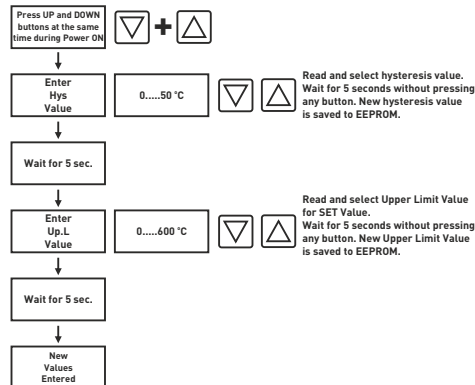 Press UP and DOWN
buttons at the same
time during Power ON
Enter
Hys
Value
0.....50 °C
Read and select hysteresis value.
Wait for 5 seconds without pressing
any button. New hysteresis value
is saved to EEPROM.
Wait for 5 sec.
Enter
Up.L
Value
0.....600 °C
Read and select Upper Limit Value
for SET Value.
Wait for 5 seconds without pressing
any button. New Upper Limit Value
is saved to EEPROM.
Wait for 5 sec.
New
Values
Entered